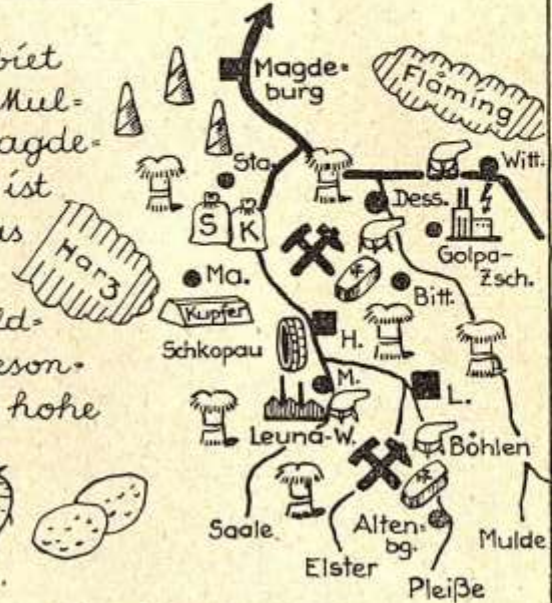 biet
Mul=
agde=
ist
as
ld=
eson=
hohe
Magde=
burg
Fläming
Sta.
Witt.
Dess.
S K
Golpa-
Zsch.
Harz
Ma.
Bitt.
Kupfer
Schkopau
H.
M.
L.
Leuna-W.
Böhlen
Saale
Alten=
bg.
Mulde
Elster
Pleiße